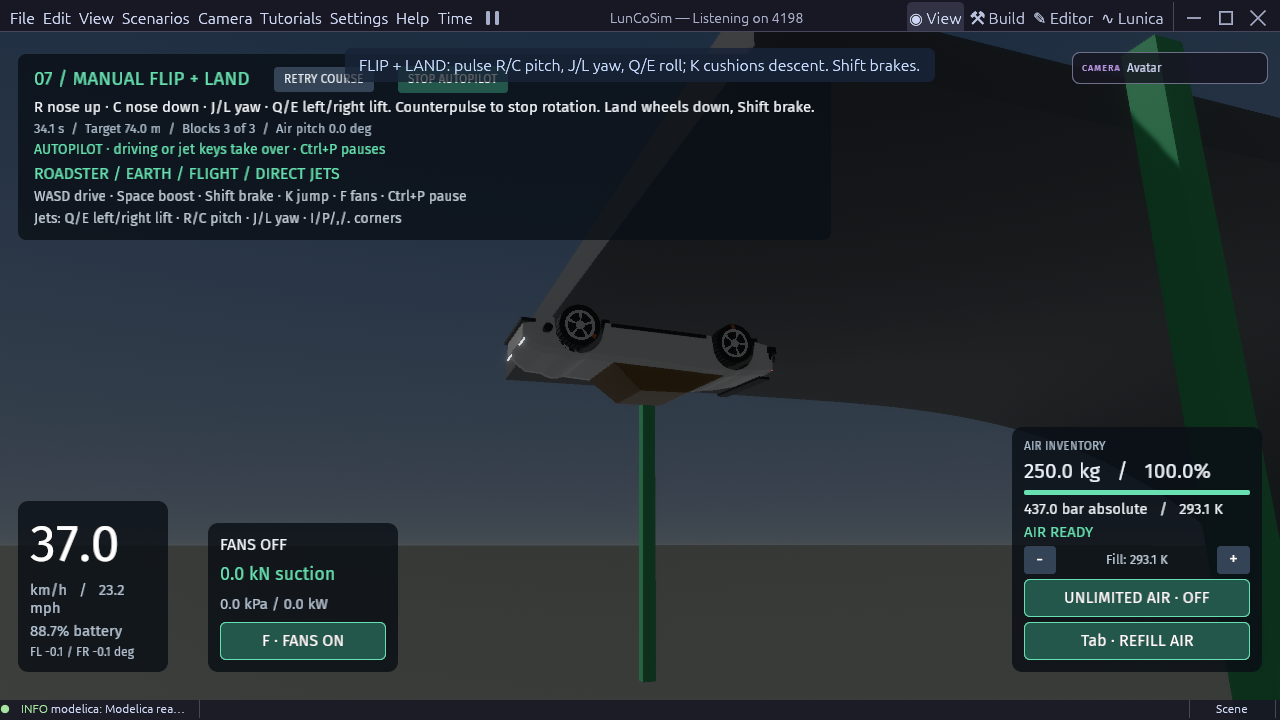 File Edit View Scenarios Camera Tutorials Settings Help Time
LunCoSim — Listening on 4198
View Build Editor Lunica
FLIP + LAND: pulse R/C pitch, J/L yaw, Q/E roll; K cushions descent. Shift brakes.
07 / MANUAL FLIP + LAND
RETRY COURSE
STOP AUTOPILOT
R nose up · C nose down · J/L yaw · Q/E left/right lift. Counterpulse to stop rotation. Land wheels down, Shift brake.
34.1 s / Target 74.0 m / Blocks 3 of 3 / Air pitch 0.0 deg
AUTOPILOT · driving or jet keys take over · Ctrl+P pauses
ROADSTER / EARTH / FLIGHT / DIRECT JETS
WASD drive · Space boost · Shift brake · K jump · F fans · Ctrl+P pause
Jets: Q/E left/right lift · R/C pitch · J/L yaw · I/P/,/. corners
CAMERA Avatar
37.0
km/h / 23.2
mph
88.7% battery
FL -0.1 / FR -0.1 deg
FANS OFF
0.0 kN suction
0.0 kPa / 0.0 kW
F · FANS ON
AIR INVENTORY
250.0 kg / 100.0%
437.0 bar absolute / 293.1 K
AIR READY
- Fill: 293.1 K +
UNLIMITED AIR · OFF
Tab · REFILL AIR
INFO modelica: Modelica rea…
Scene